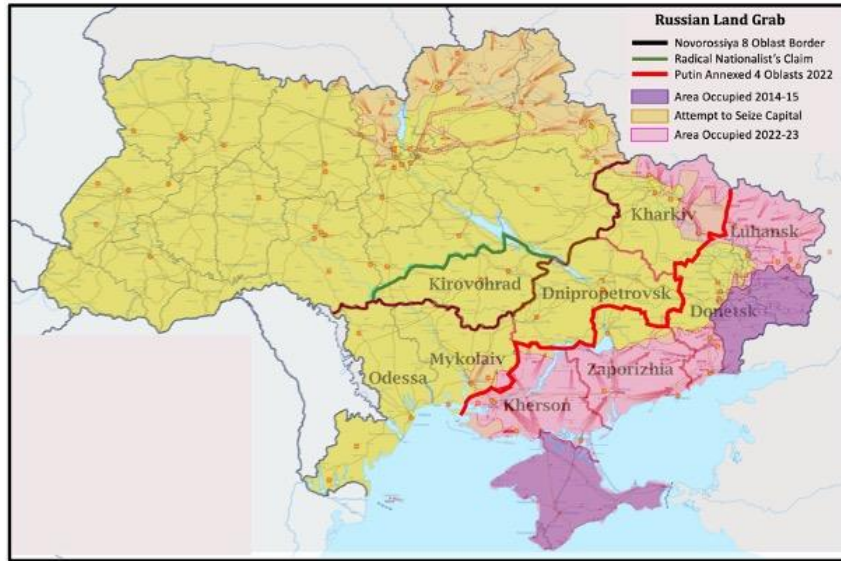 Russian Land Grab
Novorossiya 8 Oblast Border
Radical Nationalist's Claim
Putin Annexed 4 Oblasts 2022
Area Occupied 2014-15
Attempt to Seize Capital
Area Occupied 2022-23
Kharkiv
Luhansk
Kirovohrad
Dnipropetrovsk
Donetsk
Mykolaiv
Odessa
Zaporizhia
Kherson